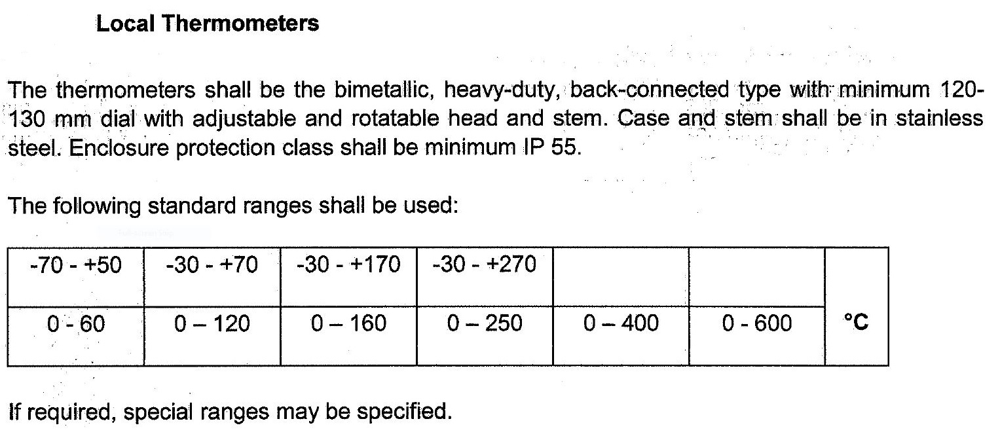 Local Thermometers
The thermometers shall be the bimetallic, heavy-duty, back-connected type with minimum 120-
130 mm dial with adjustable and rotatable head and stem. Case and stem shall be in stainless
steel. Enclosure protection class shall be minimum IP 55.
The following standard ranges shall be used:
-70 - +50 -30 - +70 -30 - +170 -30 - +270
0 - 60 0 – 120 0 – 160 0 – 250 0 – 400 0 - 600 °C
If required, special ranges may be specified.